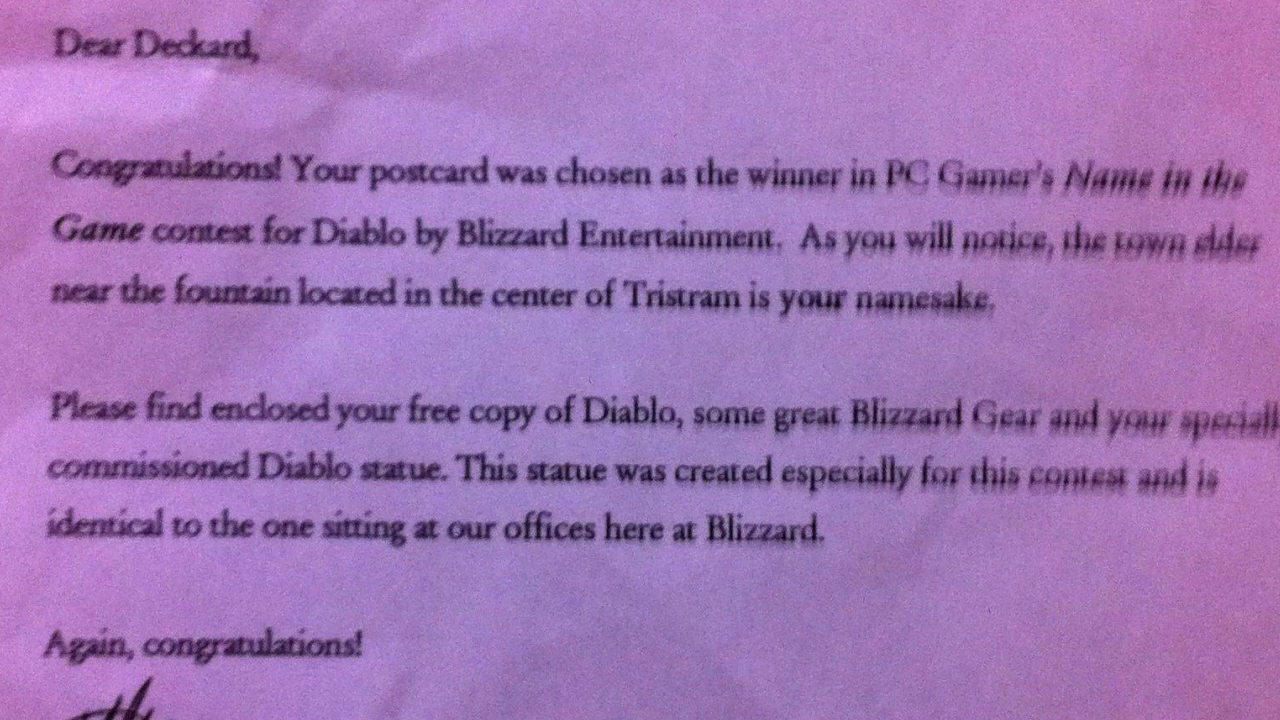 Dear Deckard,
Congratulations! Your postcard was chosen as the winner in PC Gamer's Name in the
Game contest for Diablo by Blizzard Entertainment. As you will notice, the town elder
near the fountain located in the center of Tristram is your namesake.
Please find enclosed your free copy of Diablo, some great Blizzard Gear and your speciall
commissioned Diablo statue. This statue was created especially for this contest and is
identical to the one sitting at our offices here at Blizzard.
Again, congratulations!